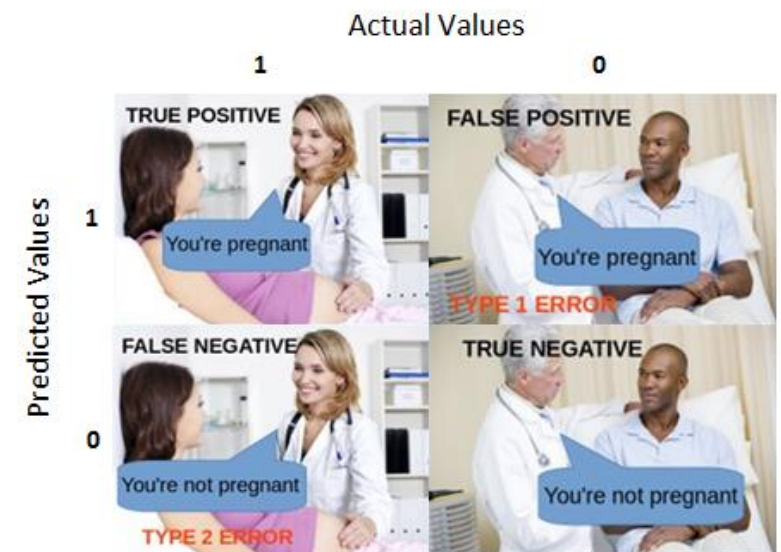 Actual Values
1
0
TRUE POSITIVE
FALSE POSITIVE
Predicted Values
1
You're pregnant
You're pregnant
TYPE 1 ERROR
FALSE NEGATIVE
TRUE NEGATIVE
0
You're not pregnant
You're not pregnant
TYPE 2 ERROR